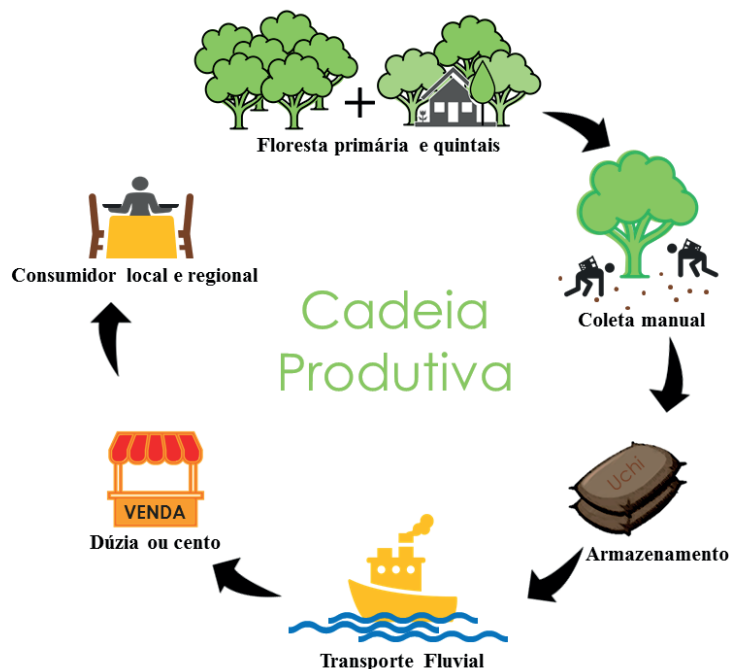 Floresta primária e quintais
Coleta manual
Uchi
Armazenamento
Transporte Fluvial
VENDA
Dúzia ou cento
Consumidor local e regional
Cadeia
Produtiva